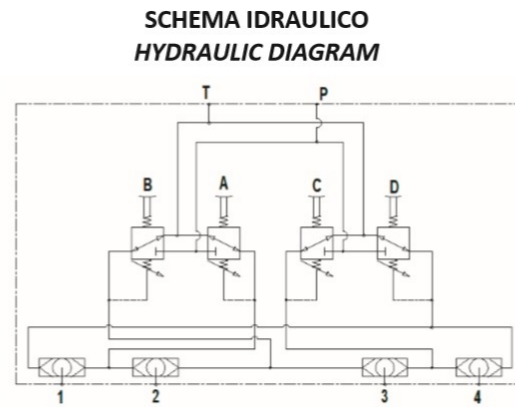 SCHEMA IDRAULICO
HYDRAULIC DIAGRAM
T P
B A C D
1 2 3 4